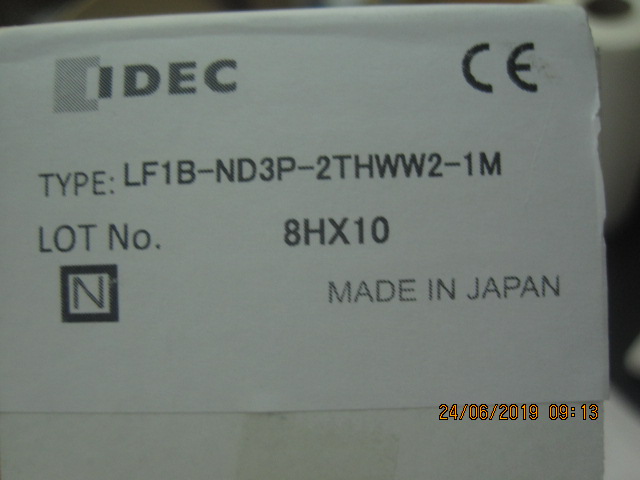 IDEC CE
TYPE: LF1B-ND3P-2THWW2-1M
LOT No. 8HX10
N MADE IN JAPAN
24/06/2019 09:13